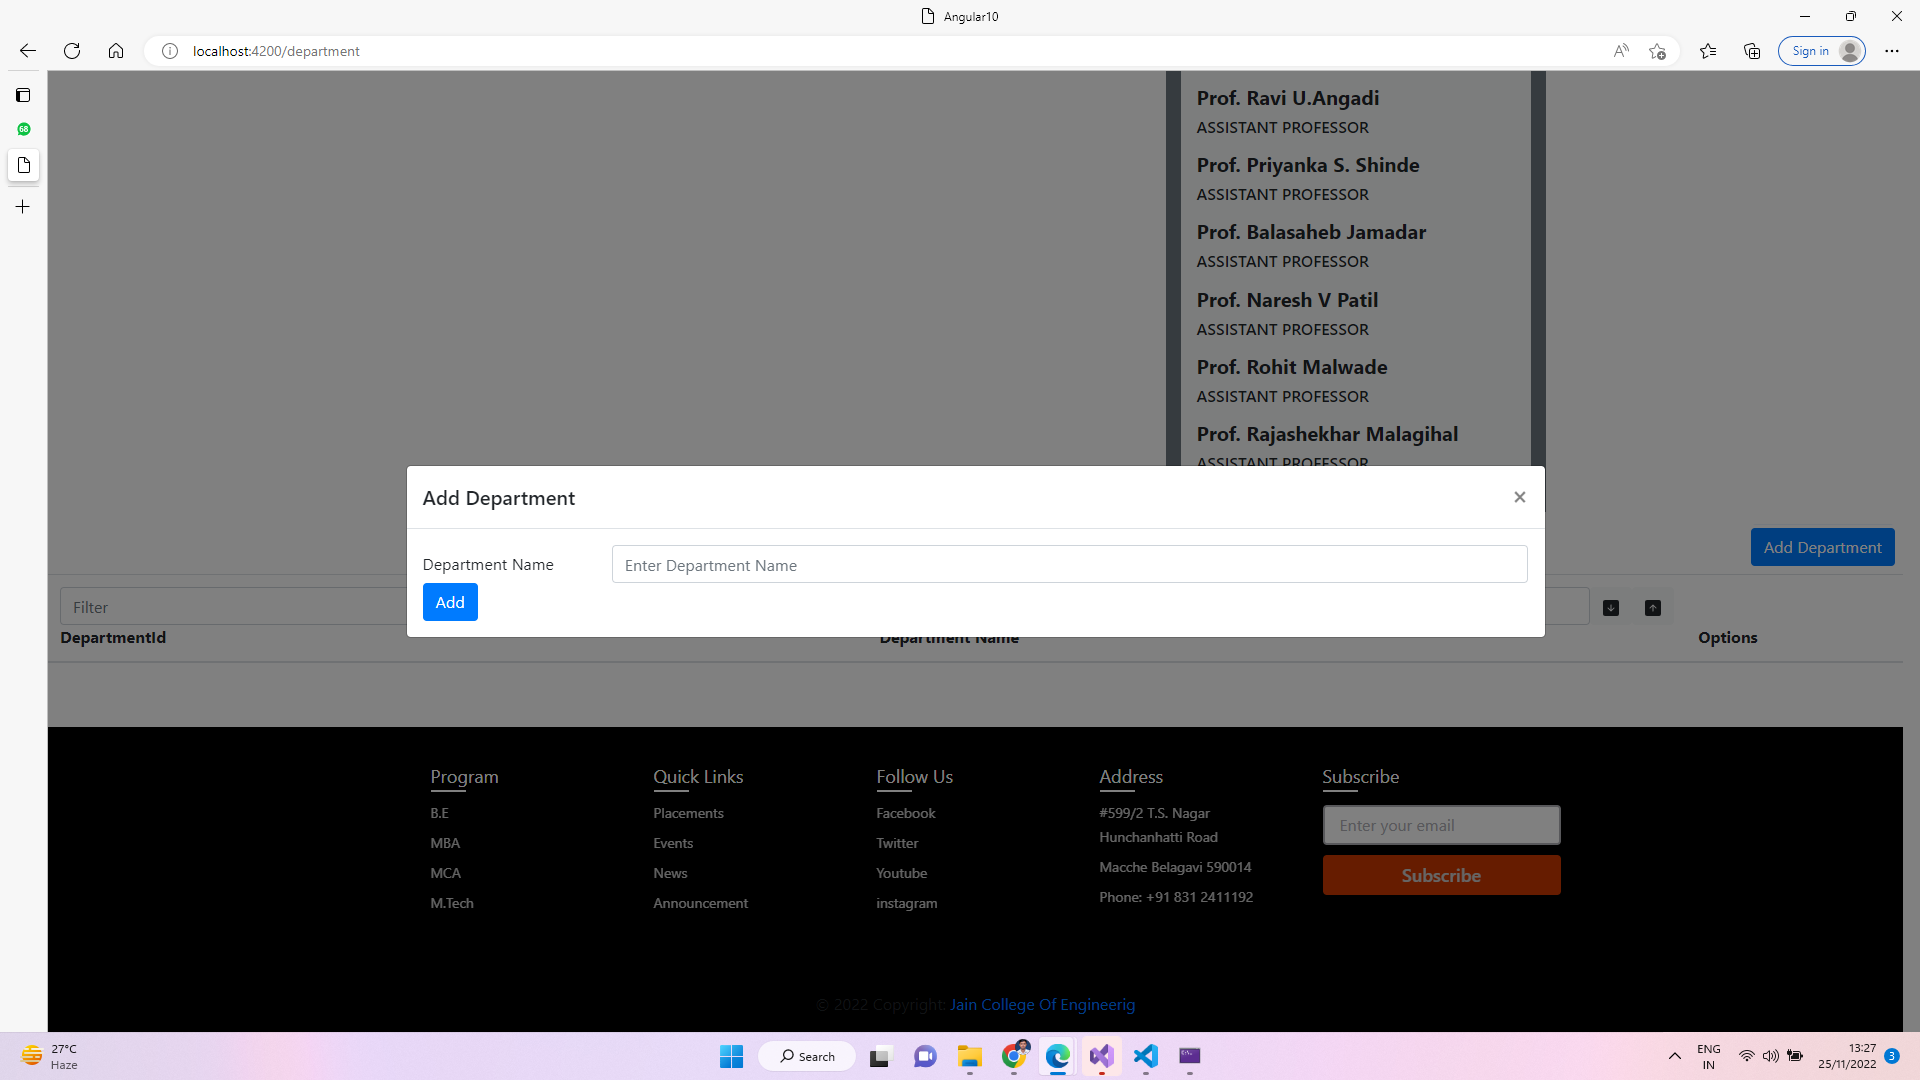 Angular10
localhost:4200/department
Sign in
68
Prof. Ravi U.Angadi
ASSISTANT PROFESSOR
Prof. Priyanka S. Shinde
ASSISTANT PROFESSOR
Prof. Balasaheb Jamadar
ASSISTANT PROFESSOR
Prof. Naresh V Patil
ASSISTANT PROFESSOR
Prof. Rohit Malwade
ASSISTANT PROFESSOR
Prof. Rajashekhar Malagihal
ASSISTANT PROFESSOR
Add Department
×
Department Name
Enter Department Name
Add
Add Department
Filter
DepartmentId
Department Name
Options
Program
B.E
MBA
MCA
M.Tech
Quick Links
Placements
Events
News
Announcement
Follow Us
Facebook
Twitter
Youtube
instagram
Address
#599/2 T.S. Nagar
Hunchanhatti Road
Macche Belagavi 590014
Phone: +91 831 2411192
Subscribe
Enter your email
Subscribe
© 2022 Copyright: Jain College Of Engineerig
27°C
Haze
Search
ENG
IN
13:27
25/11/2022
3